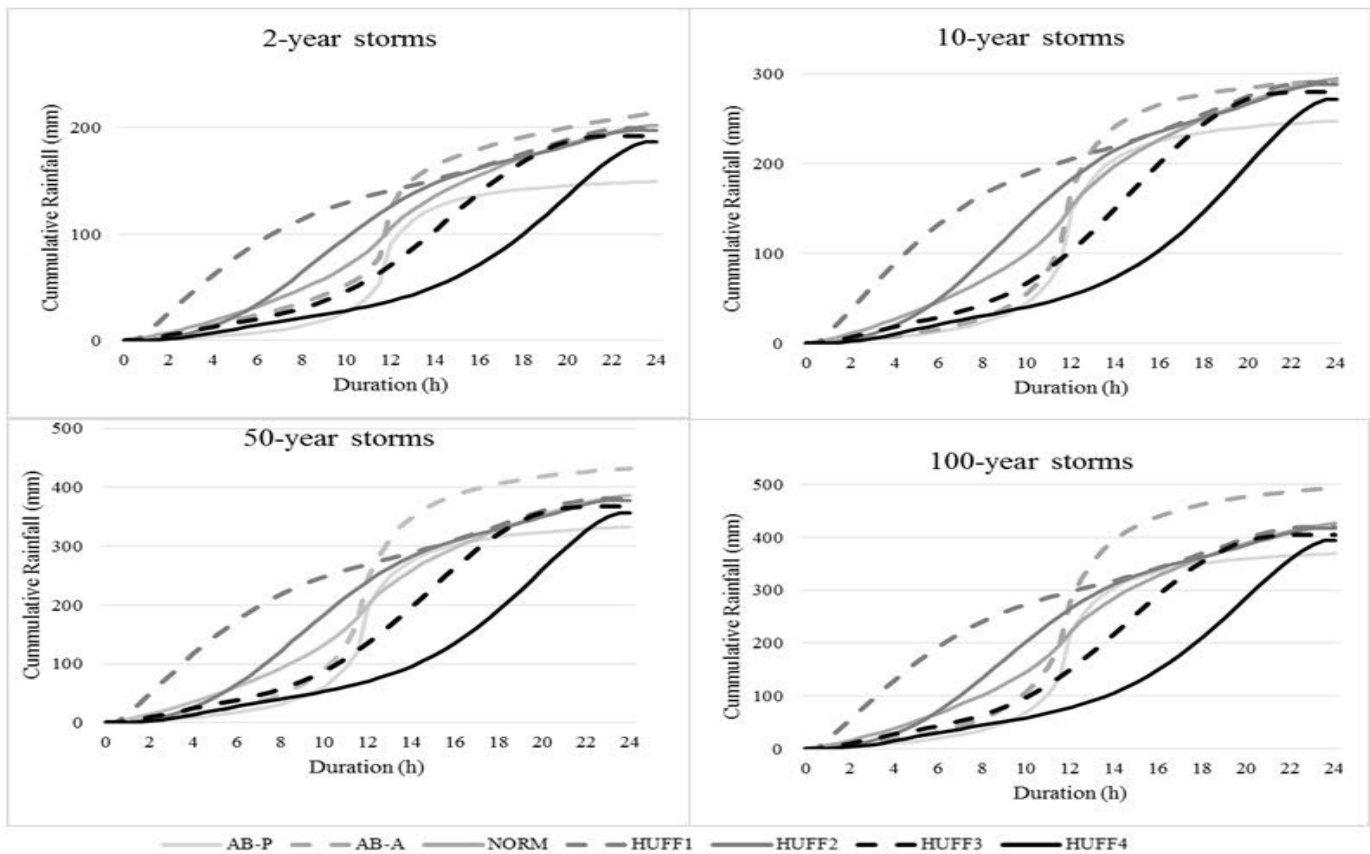 2-year storms
Cummulative Rainfall (mm)
200
100
0
0 2 4 6 8 10 12 14 16 18 20 22 24
Duration (h)
10-year storms
Cummulative Rainfall (mm)
300
200
100
0
0 2 4 6 8 10 12 14 16 18 20 22 24
Duration (h)
50-year storms
Cummulative Rainfall (mm)
500
400
300
200
100
0
0 2 4 6 8 10 12 14 16 18 20 22 24
Duration (h)
100-year storms
Cummulative Rainfall (mm)
500
400
300
200
100
0
0 2 4 6 8 10 12 14 16 18 20 22 24
Duration (h)
AB-P AB-A NORM HUFF1 HUFF2 HUFF3 HUFF4